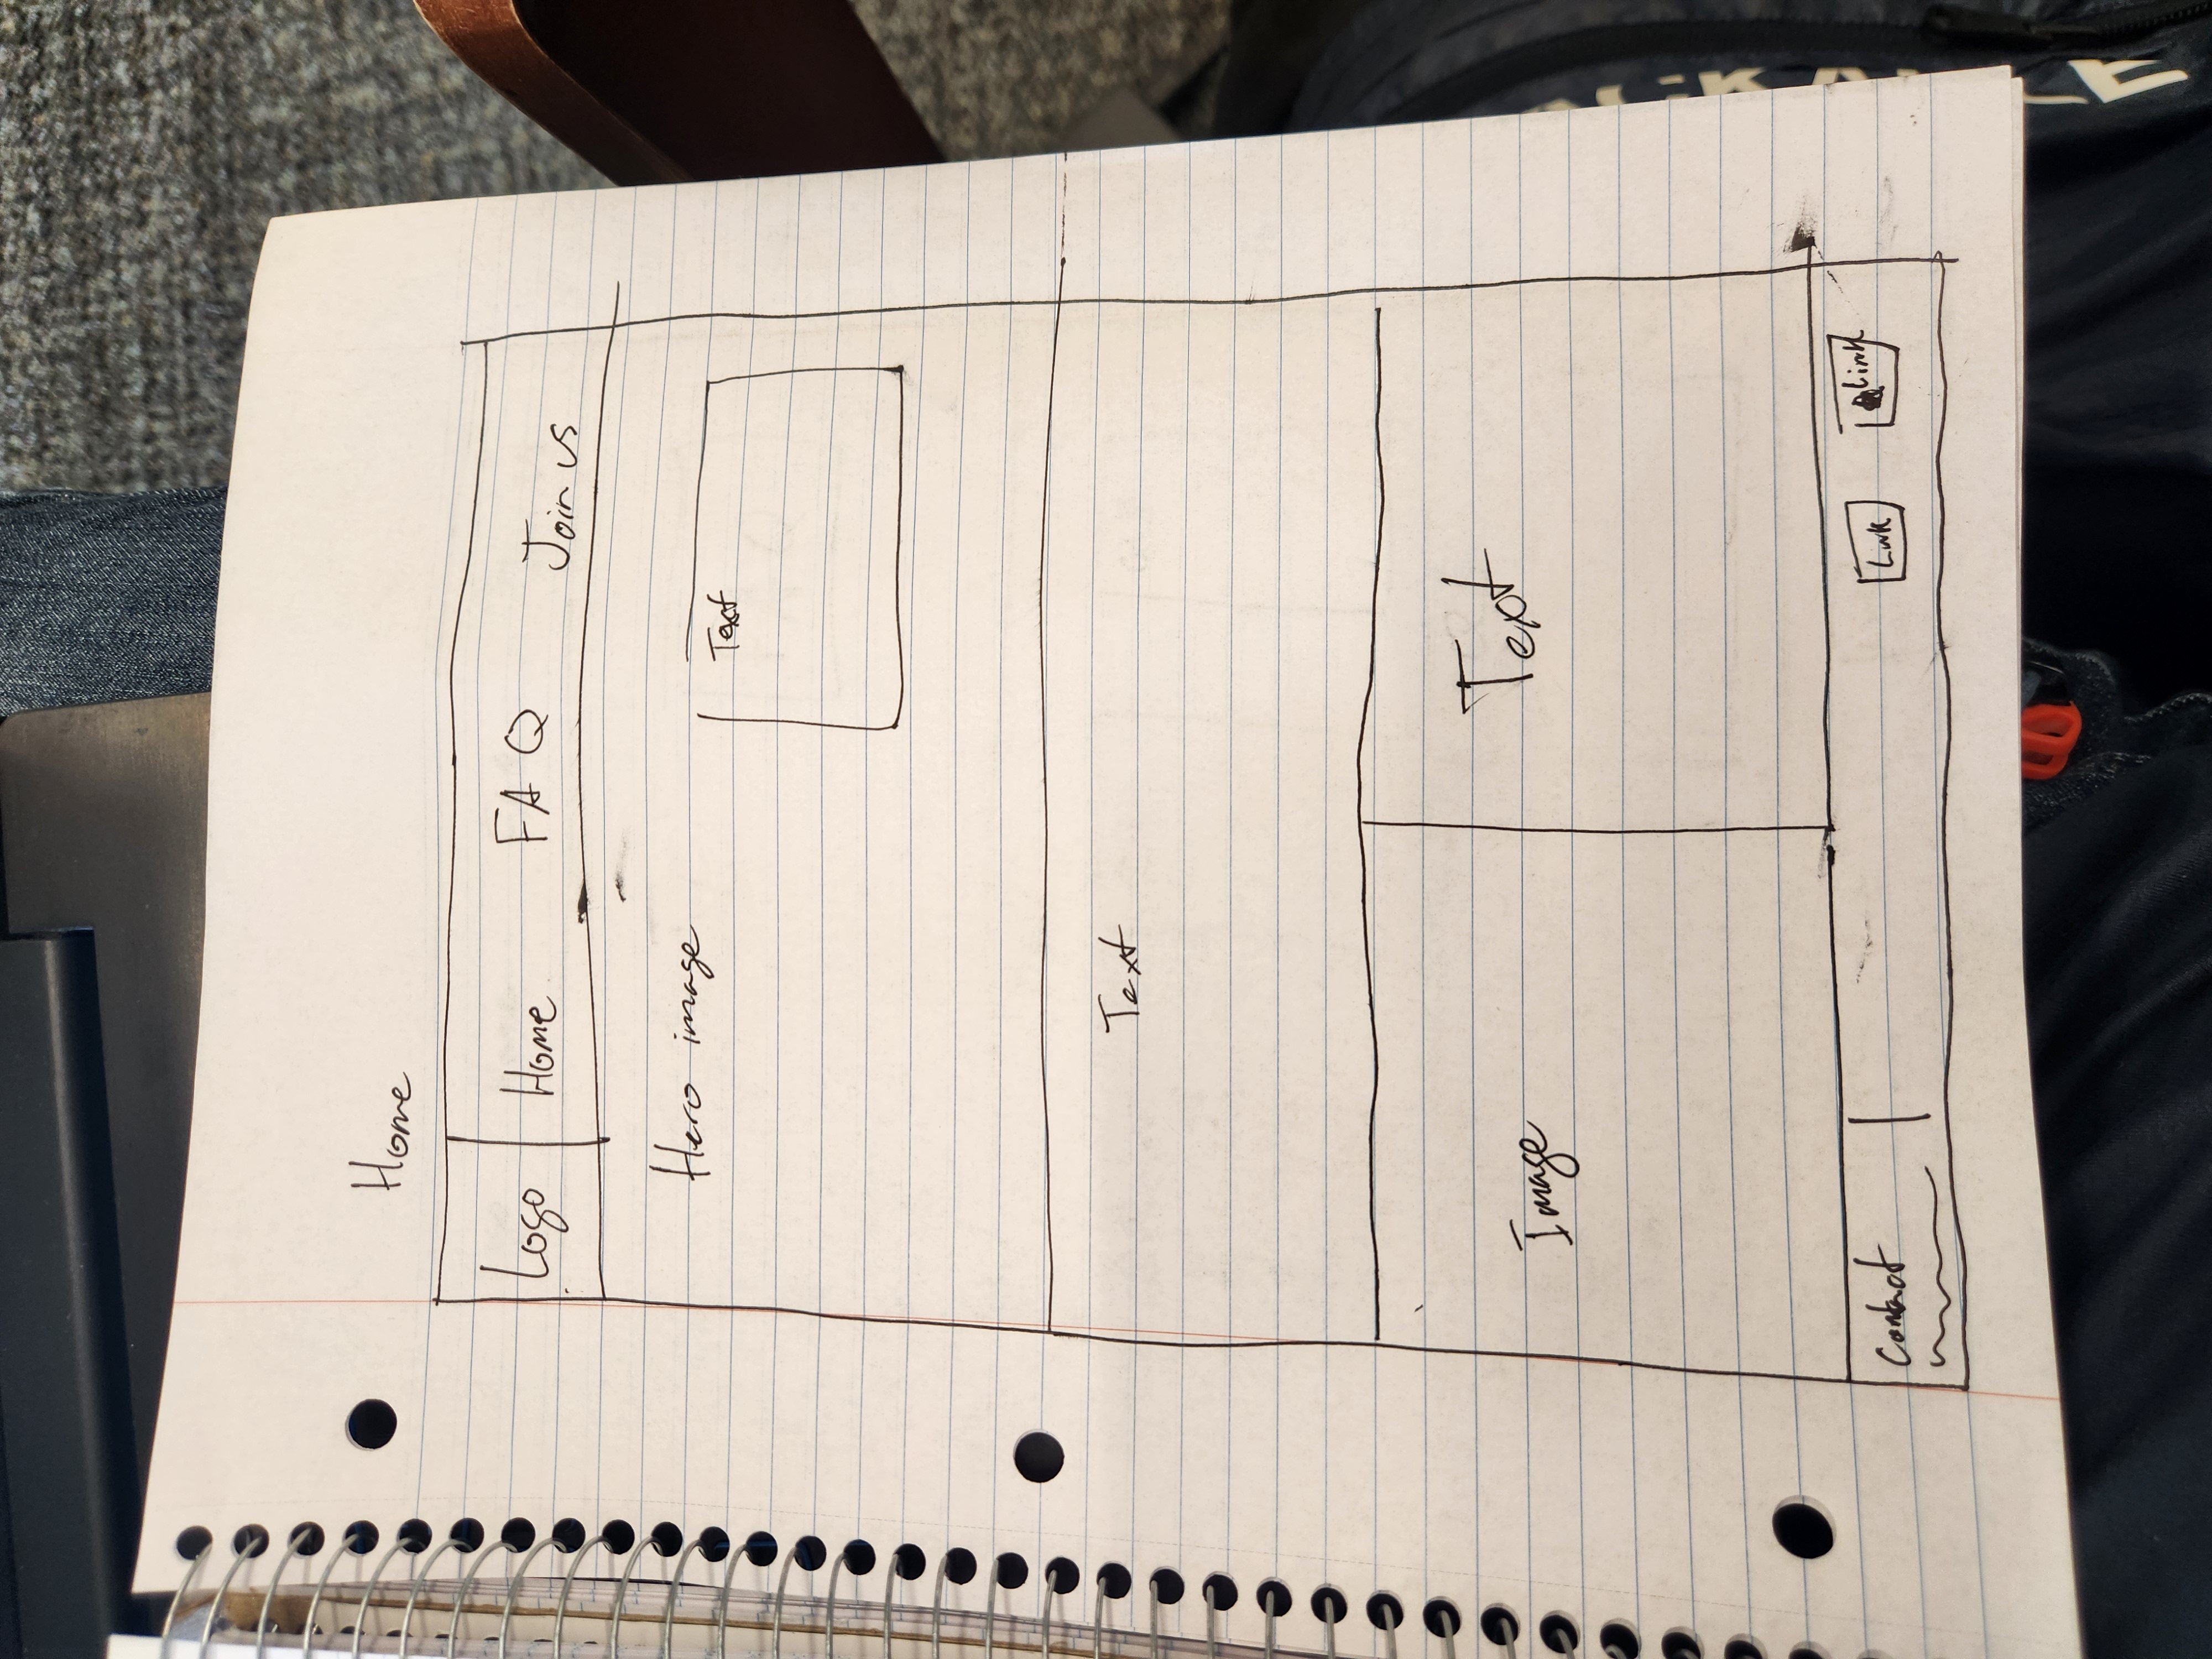 Home
Logo Home FAQ Join us
Hero image
Text
Text
Image
Text
Contact
Link
Link